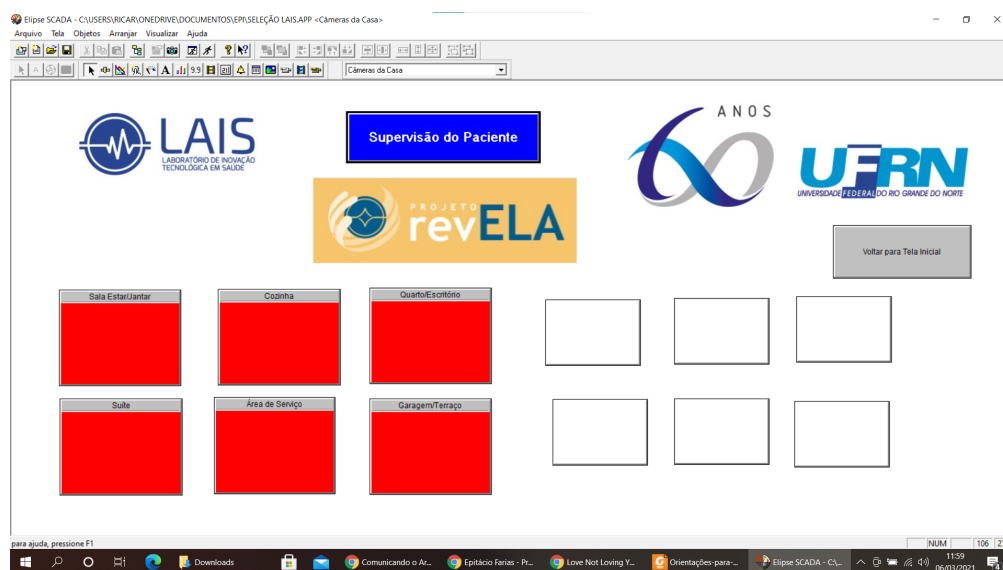 Elipse SCADA - C:\USERS\RICAR\ONEDRIVE\DOCUMENTOS\EPI\SELEÇÃO LAIS.APP <Câmeras da Casa>
Arquivo Tela Objetos Arranjar Visualizar Ajuda
Câmeras da Casa
LAIS
LABORATÓRIO DE INOVAÇÃO
TECNOLÓGICA EM SAÚDE
Supervisão do Paciente
PROJETO
revELA
60 ANOS
UFRN
UNIVERSIDADE FEDERAL DO RIO GRANDE DO NORTE
Voltar para Tela Inicial
Sala Estar/Jantar
Cozinha
Quarto/Escritório
Suíte
Área de Serviço
Garagem/Terraço
para ajuda, pressione F1
NUM
106
Downloads
Comunicando o Ar...
Epitácio Farias - Pr...
Love Not Loving Y...
Orientações-para-...
Elipse SCADA - C:\...
11:59
06/03/2021